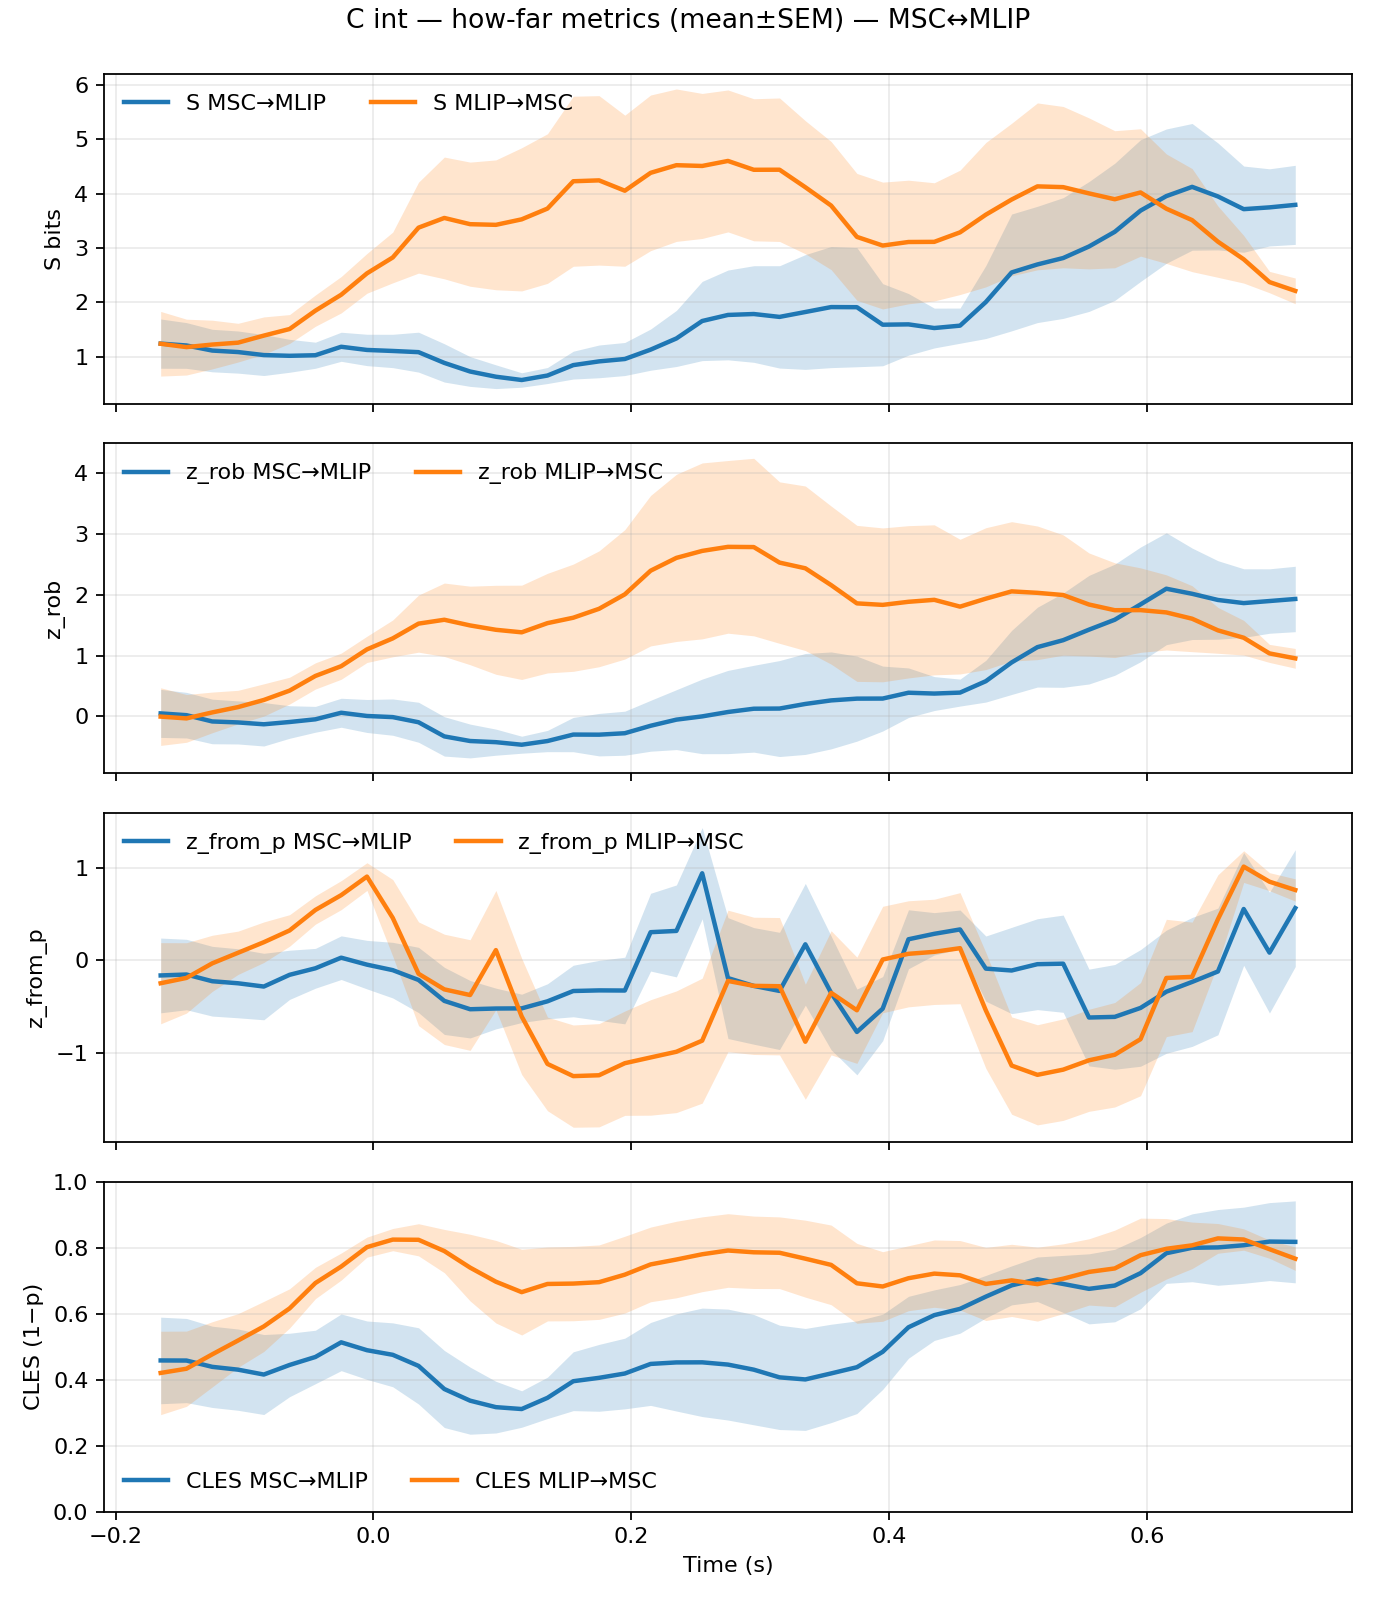 C int — how-far metrics (mean±SEM) — MSC↔MLIP
S MSC→MLIP S MLIP→MSC
6
5
4
3
2
1
S bits
z_rob MSC→MLIP z_rob MLIP→MSC
4
3
2
1
0
z_rob
z_from_p MSC→MLIP z_from_p MLIP→MSC
1
0
−1
z_from_p
1.0
0.8
0.6
0.4
0.2
0.0
CLES (1−p)
CLES MSC→MLIP CLES MLIP→MSC
−0.2 0.0 0.2 0.4 0.6
Time (s)